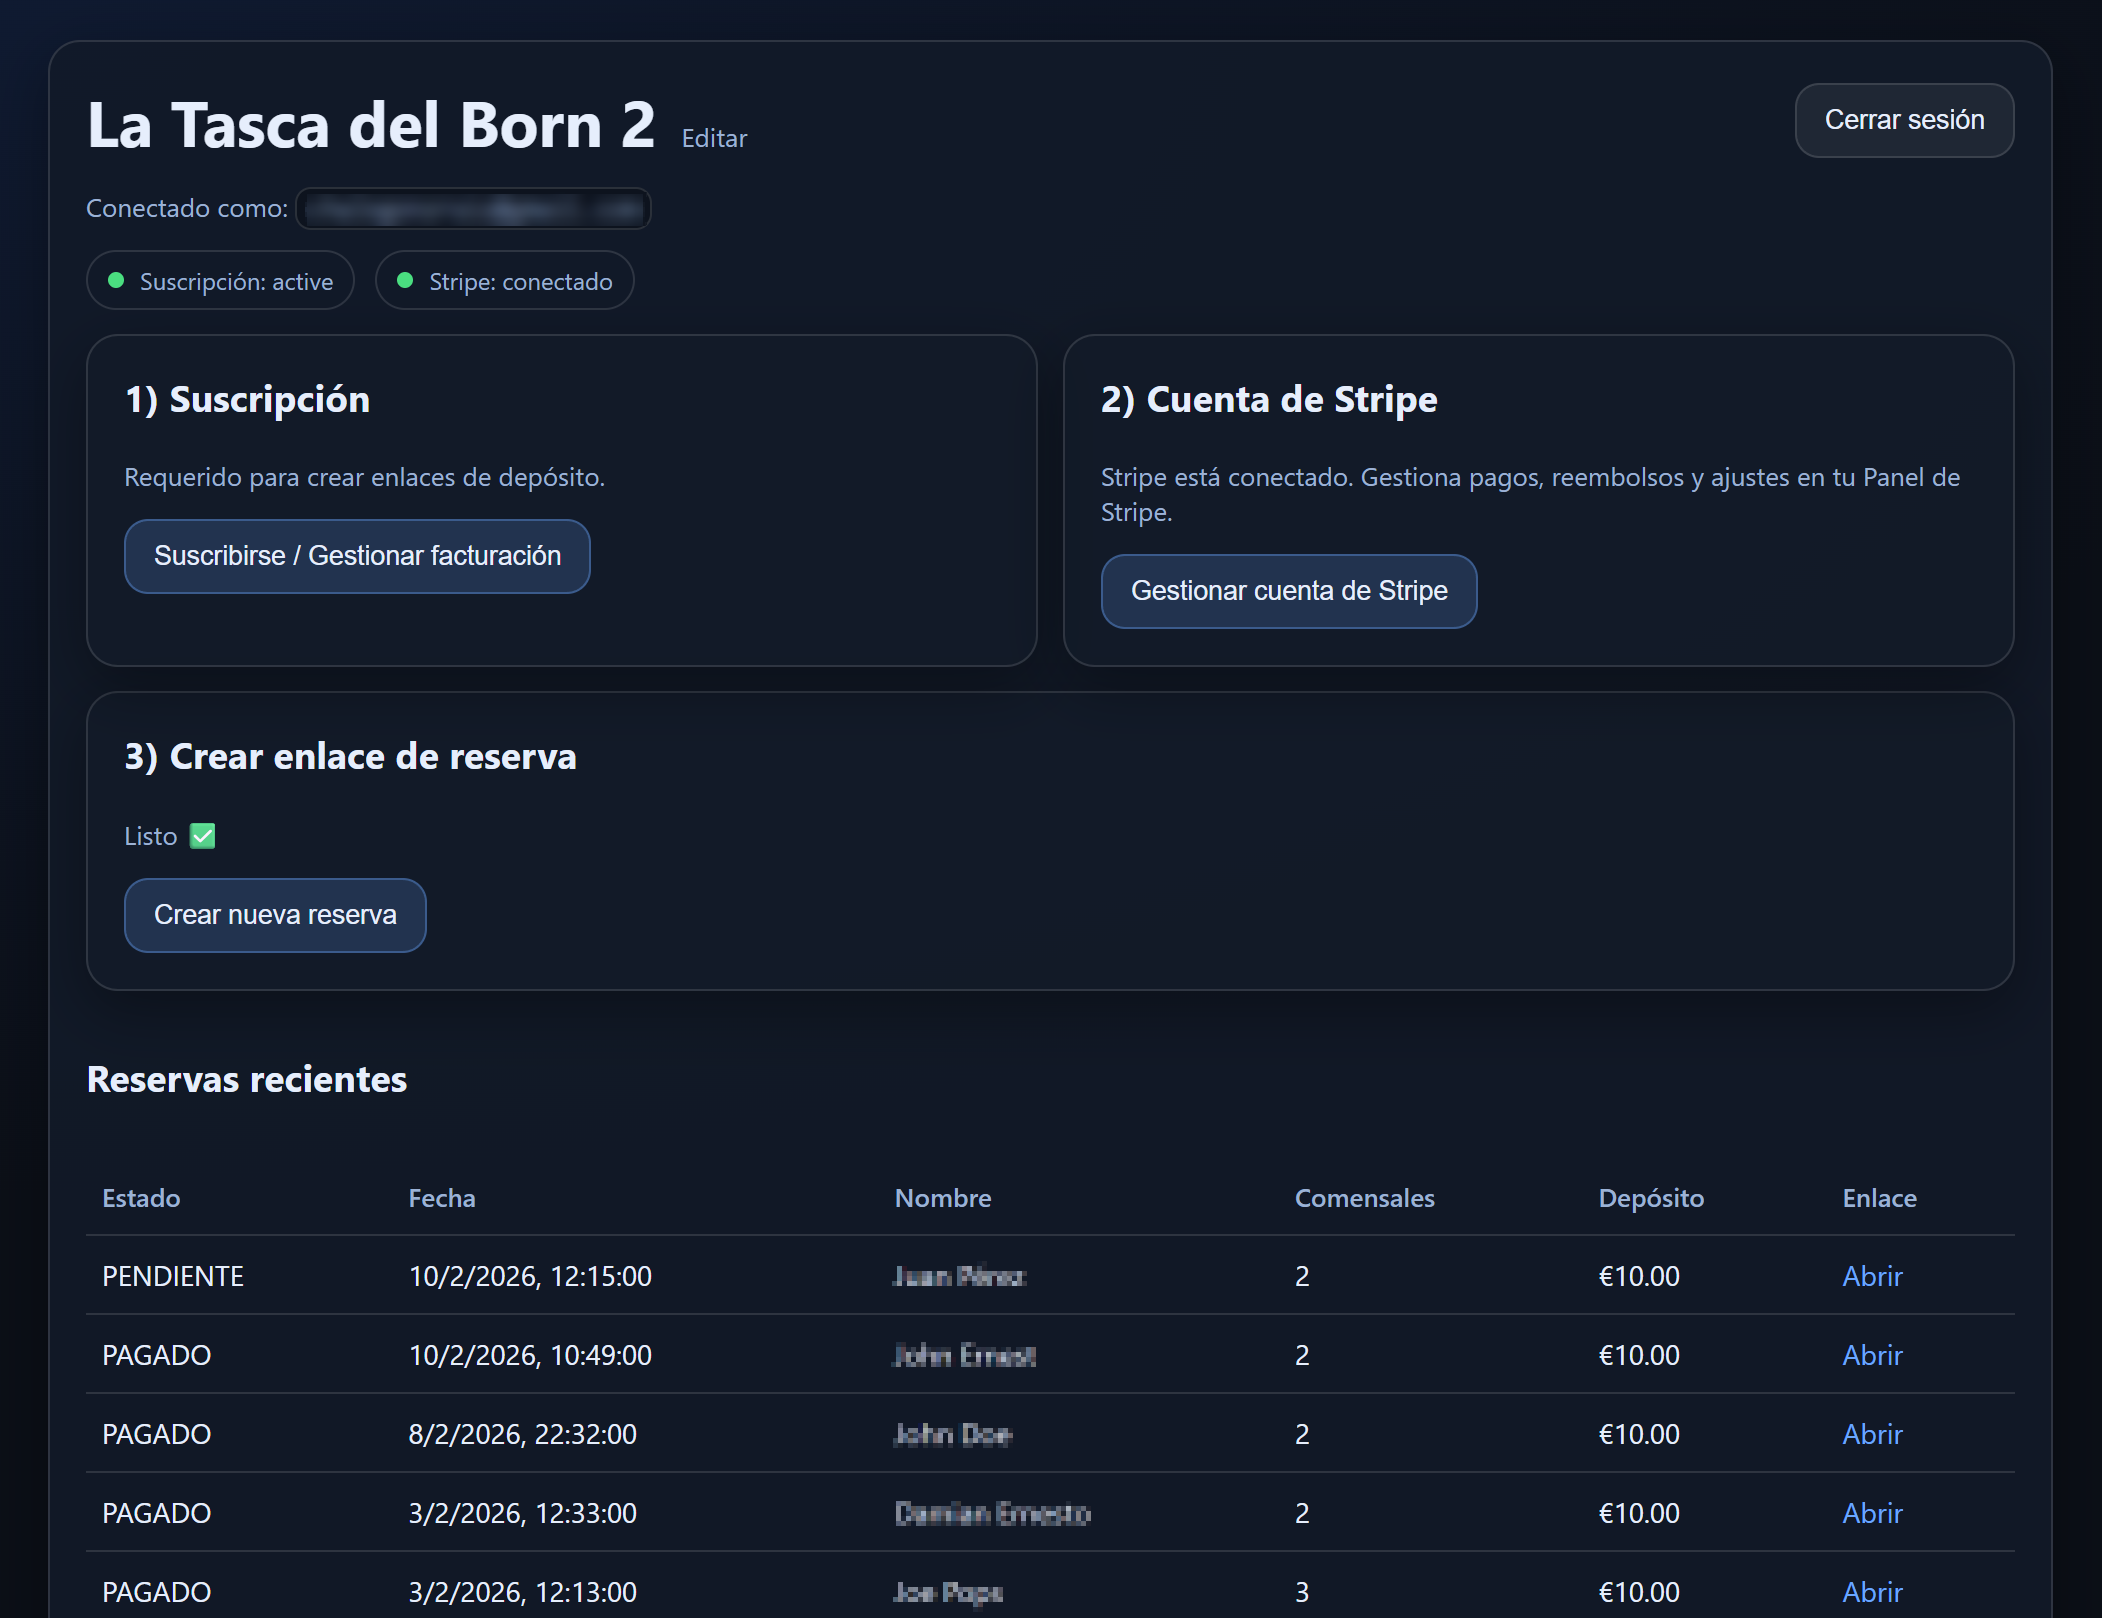 La Tasca del Born 2 Editar
Cerrar sesión
Conectado como:
Suscripción: active
Stripe: conectado
1) Suscripción
Requerido para crear enlaces de depósito.
Suscribirse / Gestionar facturación
2) Cuenta de Stripe
Stripe está conectado. Gestiona pagos, reembolsos y ajustes en tu Panel de
Stripe.
Gestionar cuenta de Stripe
3) Crear enlace de reserva
Listo ✅
Crear nueva reserva
Reservas recientes
Estado Fecha Nombre Comensales Depósito Enlace
PENDIENTE 10/2/2026, 12:15:00 2 €10.00 Abrir
PAGADO 10/2/2026, 10:49:00 2 €10.00 Abrir
PAGADO 8/2/2026, 22:32:00 2 €10.00 Abrir
PAGADO 3/2/2026, 12:33:00 2 €10.00 Abrir
PAGADO 3/2/2026, 12:13:00 3 €10.00 Abrir